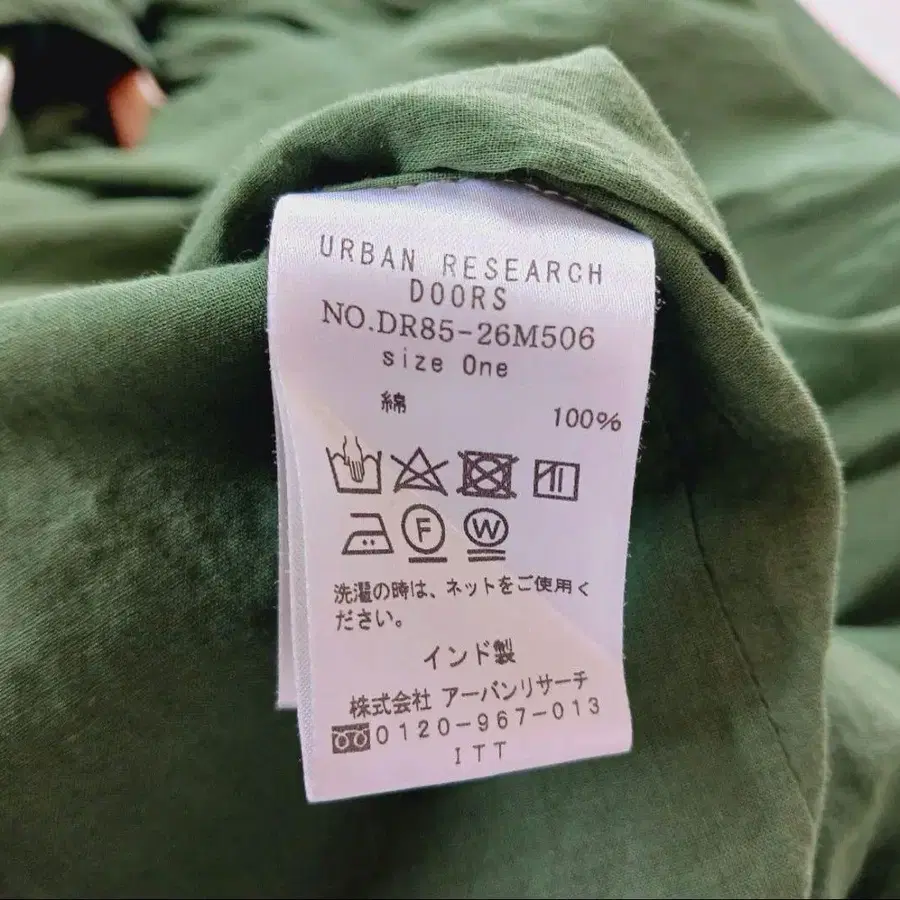 URBAN RESEARCH
DOORS
NO.DR85-26M506
size One
綿 100%
F W
洗濯の時は、ネットをご使用く
ださい。
インド製
株式会社 アーバンリサーチ
0120-967-013
ITT